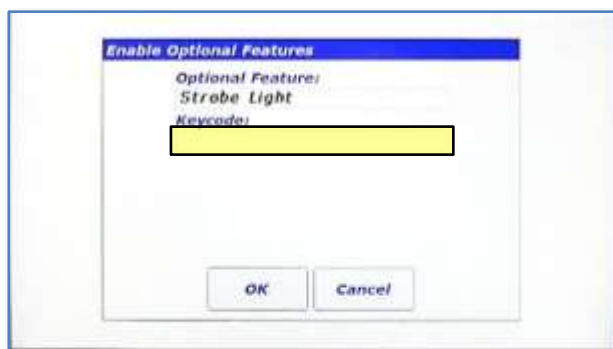 Enable Optional Features
Optional Feature:
Strobe Light
Keycode:
OK
Cancel